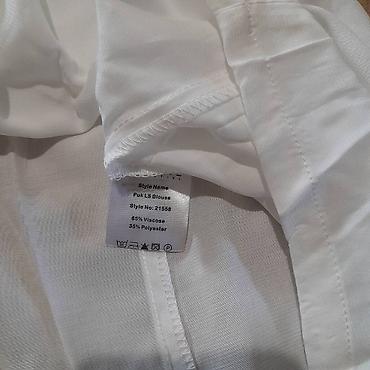 Style Name
Puk LS Blouse
Style No: 21558
65% Viscose
35% Polyester